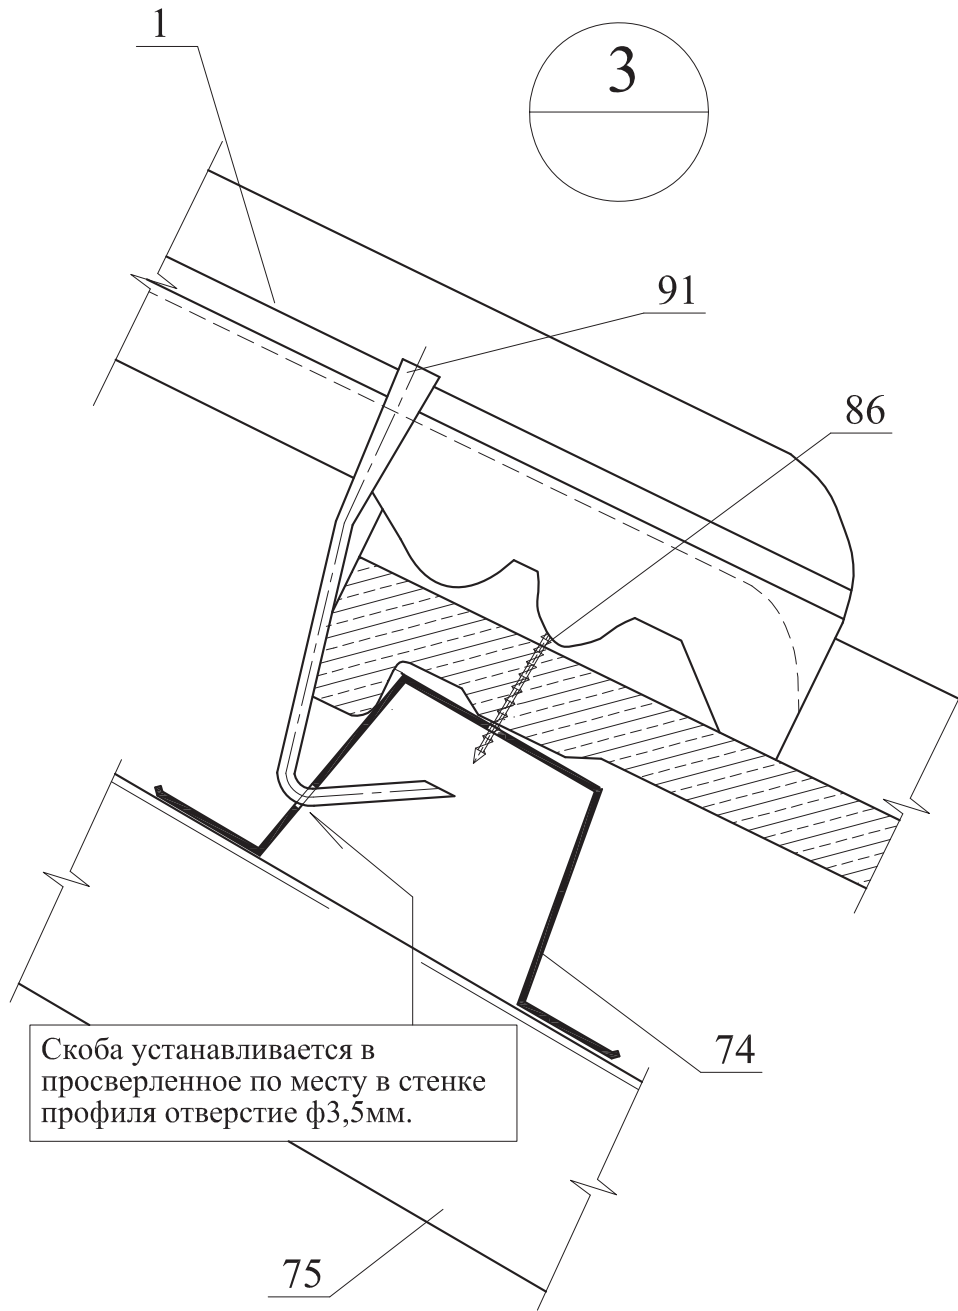 1
3
91
86
74
Скоба устанавливается в
просверленное по месту в стенке
профиля отверстие ф3,5мм.
75